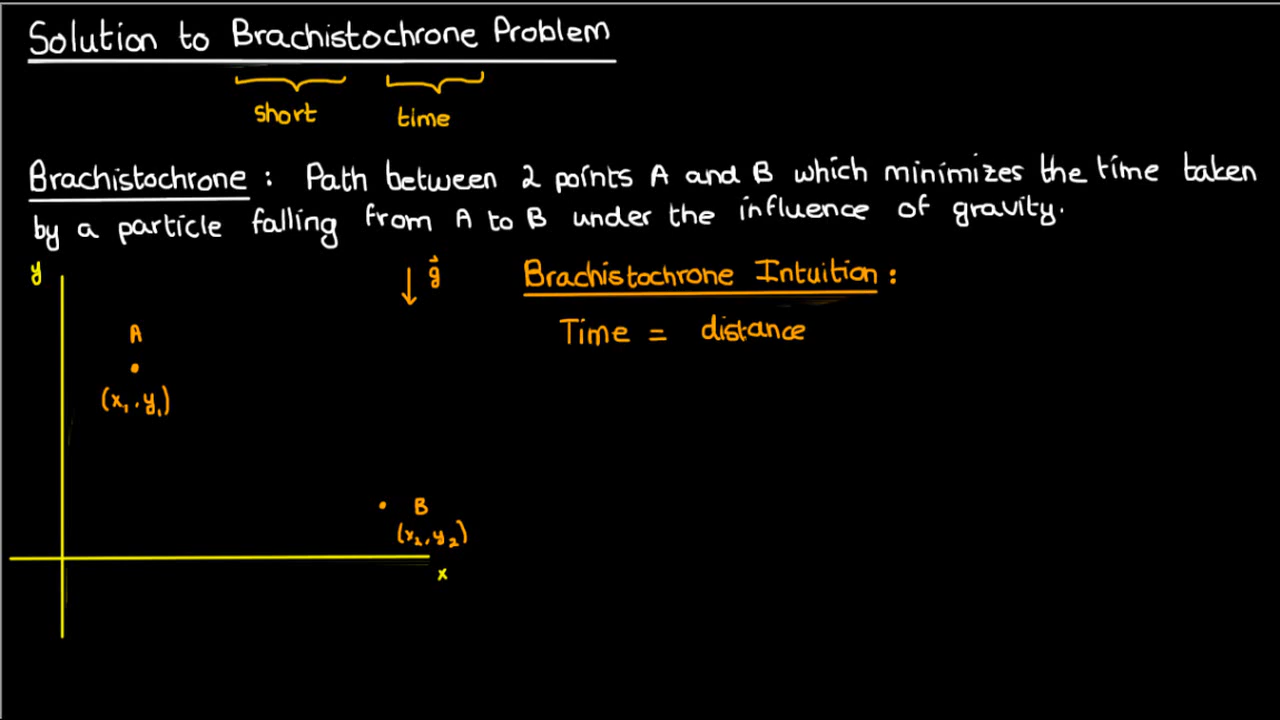 Solution to Brachistochrone Problem
short time
Brachistochrone : Path between 2 points A and B which minimizes the time taken
by a particle falling from A to B under the influence of gravity.
y
g⃗
Brachistochrone Intuition :
A
Time = distance
(x₁, y₁)
B
(x₂, y₂)
x